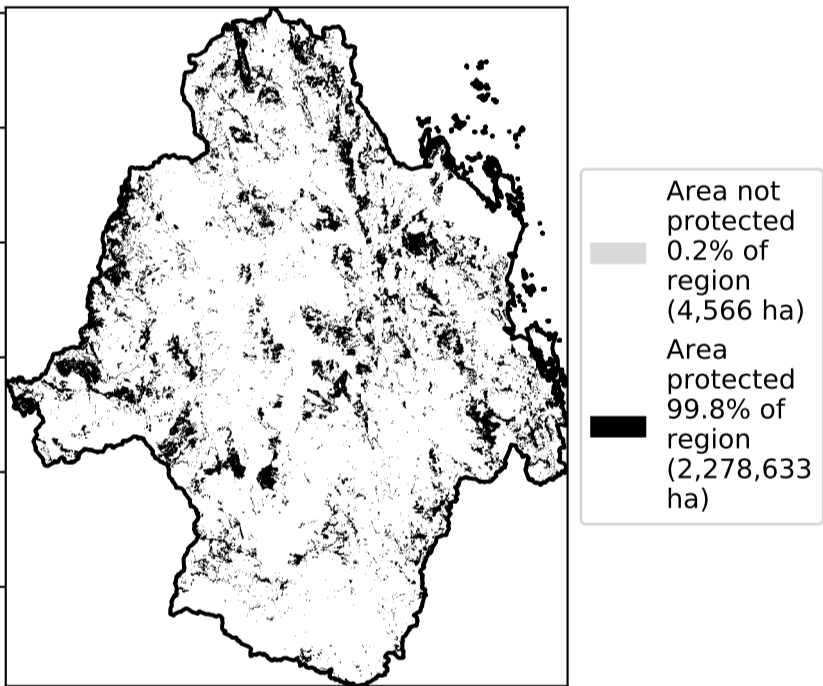 Area not
protected
0.2% of
region
(4,566 ha)
Area
protected
99.8% of
region
(2,278,633
ha)